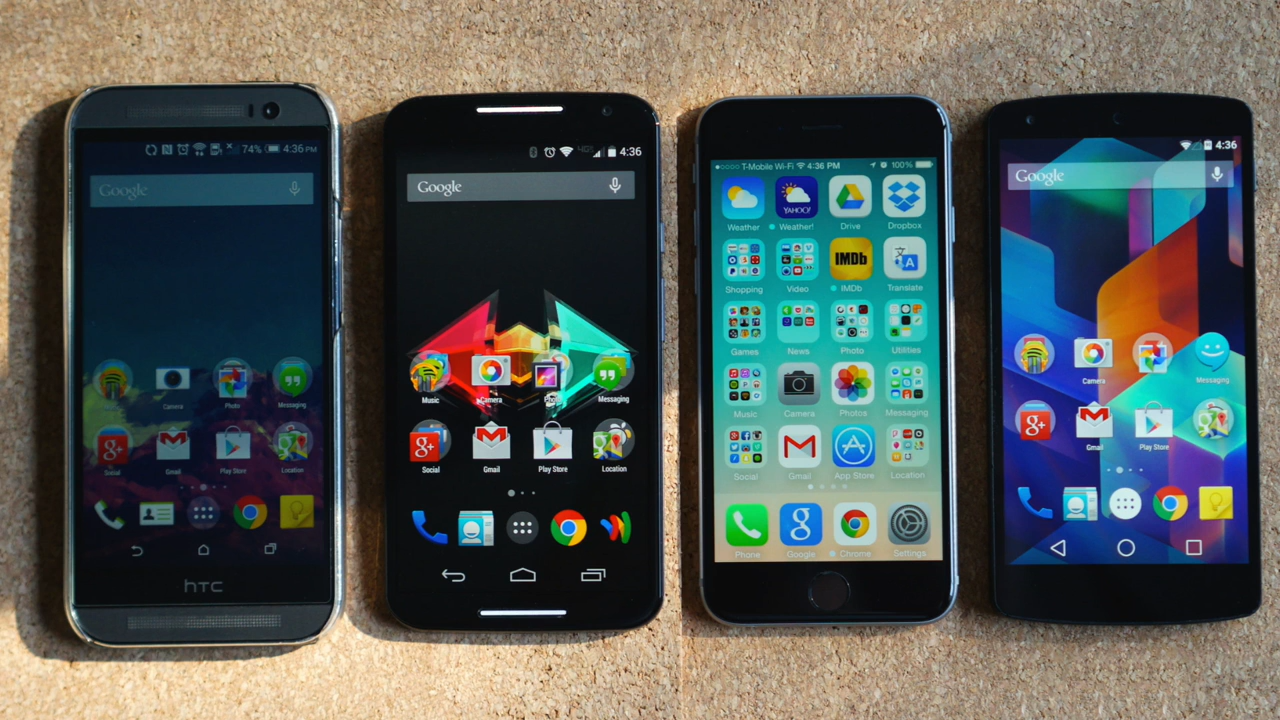 74% 4:36 PM
Google
Camera Photo Messaging
Social Gmail Play Store Location
hTC
4:36
Google
Music Camera Photo Messaging
Social Gmail Play Store Location
T-Mobile Wi-Fi 4:36 PM 100%
YAHOO!
Weather Weather! Drive Dropbox
IMDb
Shopping Video IMDb Translate
Games News Photo Utilities
Music Camera Photos Messaging
Social Gmail App Store Location
Phone Google Chrome Settings
4:36
Google
Camera Messaging
Gmail Play Store